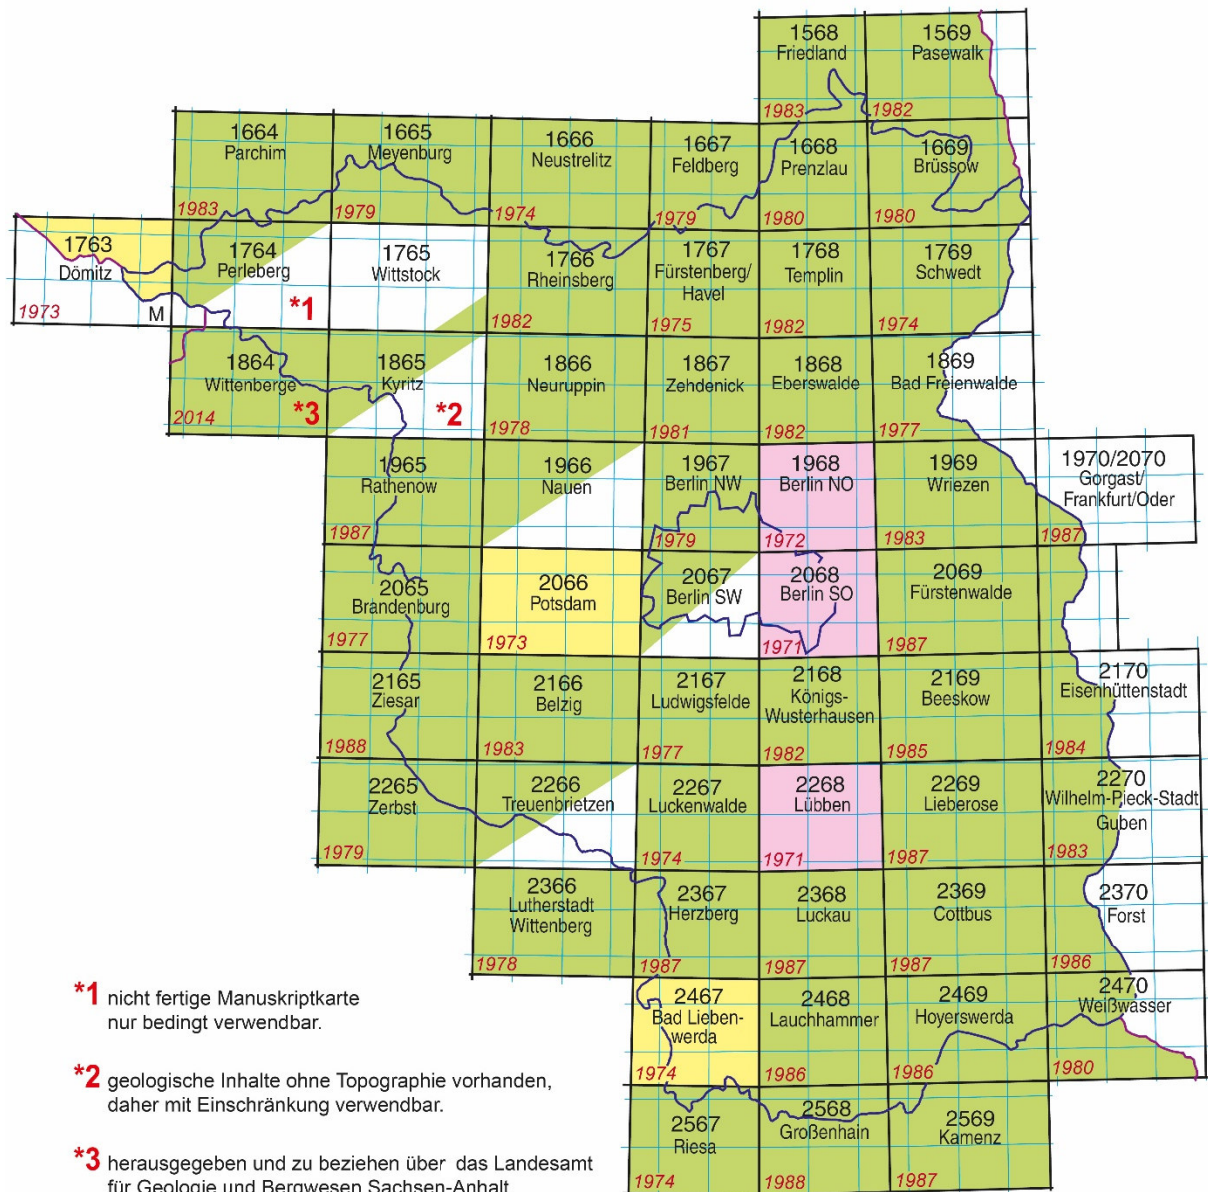 1568
Friedland
1983
1569
Pasewalk
1982
1664
Parchim
1983
1665
Meyenburg
1979
1666
Neustrelitz
1974
1667
Feldberg
1979
1668
Prenzlau
1980
1669
Brüssow
1980
1763
Dömitz
1973
M
1764
Perleberg
*1
1765
Wittstock
1766
Rheinsberg
1982
1767
Fürstenberg/
Havel
1975
1768
Templin
1982
1769
Schwedt
1974
1864
Wittenberge
2014
*3
1865
Kyritz
*2
1866
Neuruppin
1978
1867
Zehdenick
1981
1868
Eberswalde
1982
1869
Bad Freienwalde
1977
1965
Rathenow
1987
1966
Nauen
1967
Berlin NW
1979
1968
Berlin NO
1972
1969
Wriezen
1983
1970/2070
Gorgast/
Frankfurt/Oder
1987
2065
Brandenburg
1977
2066
Potsdam
1973
2067
Berlin SW
2068
Berlin SO
1971
2069
Fürstenwalde
1987
2165
Ziesar
1988
2166
Belzig
1983
2167
Ludwigsfelde
1977
2168
Königs-
Wusterhausen
1982
2169
Beeskow
1985
2170
Eisenhüttenstadt
1984
2265
Zerbst
1979
2266
Treuenbrietzen
2267
Luckenwalde
1974
2268
Lübben
1971
2269
Lieberose
1987
2270
Wilhelm-Pieck-Stadt
Guben
1983
2366
Lutherstadt
Wittenberg
1978
2367
Herzberg
1987
2368
Luckau
1987
2369
Cottbus
1987
2370
Forst
1986
2467
Bad Lieben-
werda
1974
2468
Lauchhammer
1986
2469
Hoyerswerda
1986
2470
Weißwasser
1980
2567
Riesa
1974
2568
Großenhain
1988
2569
Kamenz
1987
*1 nicht fertige Manuskriptkarte
nur bedingt verwendbar.
*2 geologische Inhalte ohne Topographie vorhanden,
daher mit Einschränkung verwendbar.
*3 herausgegeben und zu beziehen über das Landesamt
für Geologie und Bergwesen Sachsen-Anhalt